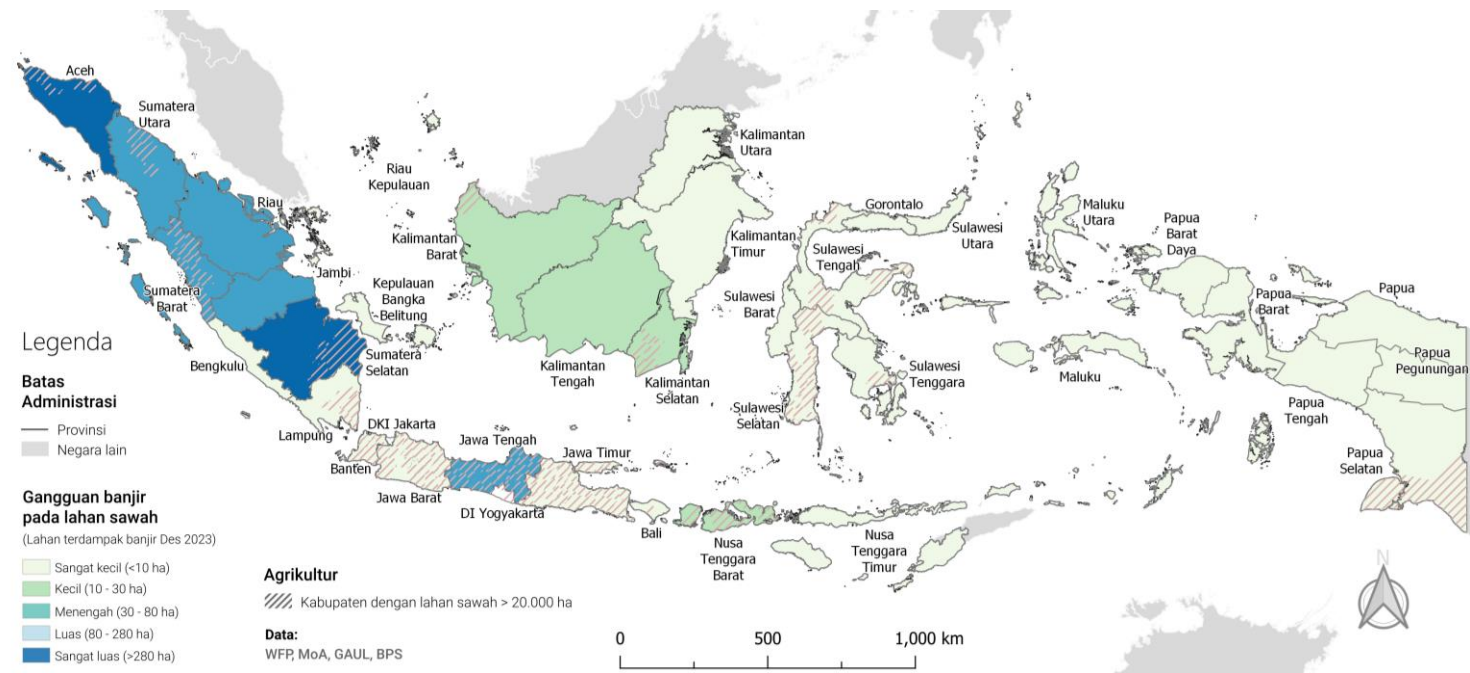 Aceh
Sumatera
Utara
Riau
Kepulauan
Riau
Kalimantan
Utara
Kalimantan
Barat
Kalimantan
Timur
Gorontalo
Sulawesi
Utara
Sulawesi
Tengah
Maluku
Utara
Papua
Barat
Daya
Jambi
Sumatera
Barat
Kepulauan
Bangka
Belitung
Sulawesi
Barat
Papua
Barat
Papua
Bengkulu
Sumatera
Selatan
Kalimantan
Tengah
Kalimantan
Selatan
Sulawesi
Tenggara
Maluku
Papua
Pegunungan
Papua
Tengah
Lampung
DKI Jakarta
Jawa Tengah
Jawa Timur
Sulawesi
Selatan
Papua
Selatan
Banten
Jawa Barat
DI Yogyakarta
Bali
Nusa
Tenggara
Barat
Nusa
Tenggara
Timur
Legenda
Batas
Administrasi
Provinsi
Negara lain
Gangguan banjir
pada lahan sawah
(Lahan terdampak banjir Des 2023)
Sangat kecil (<10 ha)
Kecil (10 - 30 ha)
Menengah (30 - 80 ha)
Luas (80 - 280 ha)
Sangat luas (>280 ha)
Agrikultur
Kabupaten dengan lahan sawah > 20.000 ha
Data:
WFP, MoA, GAUL, BPS
0 500 1,000 km
N